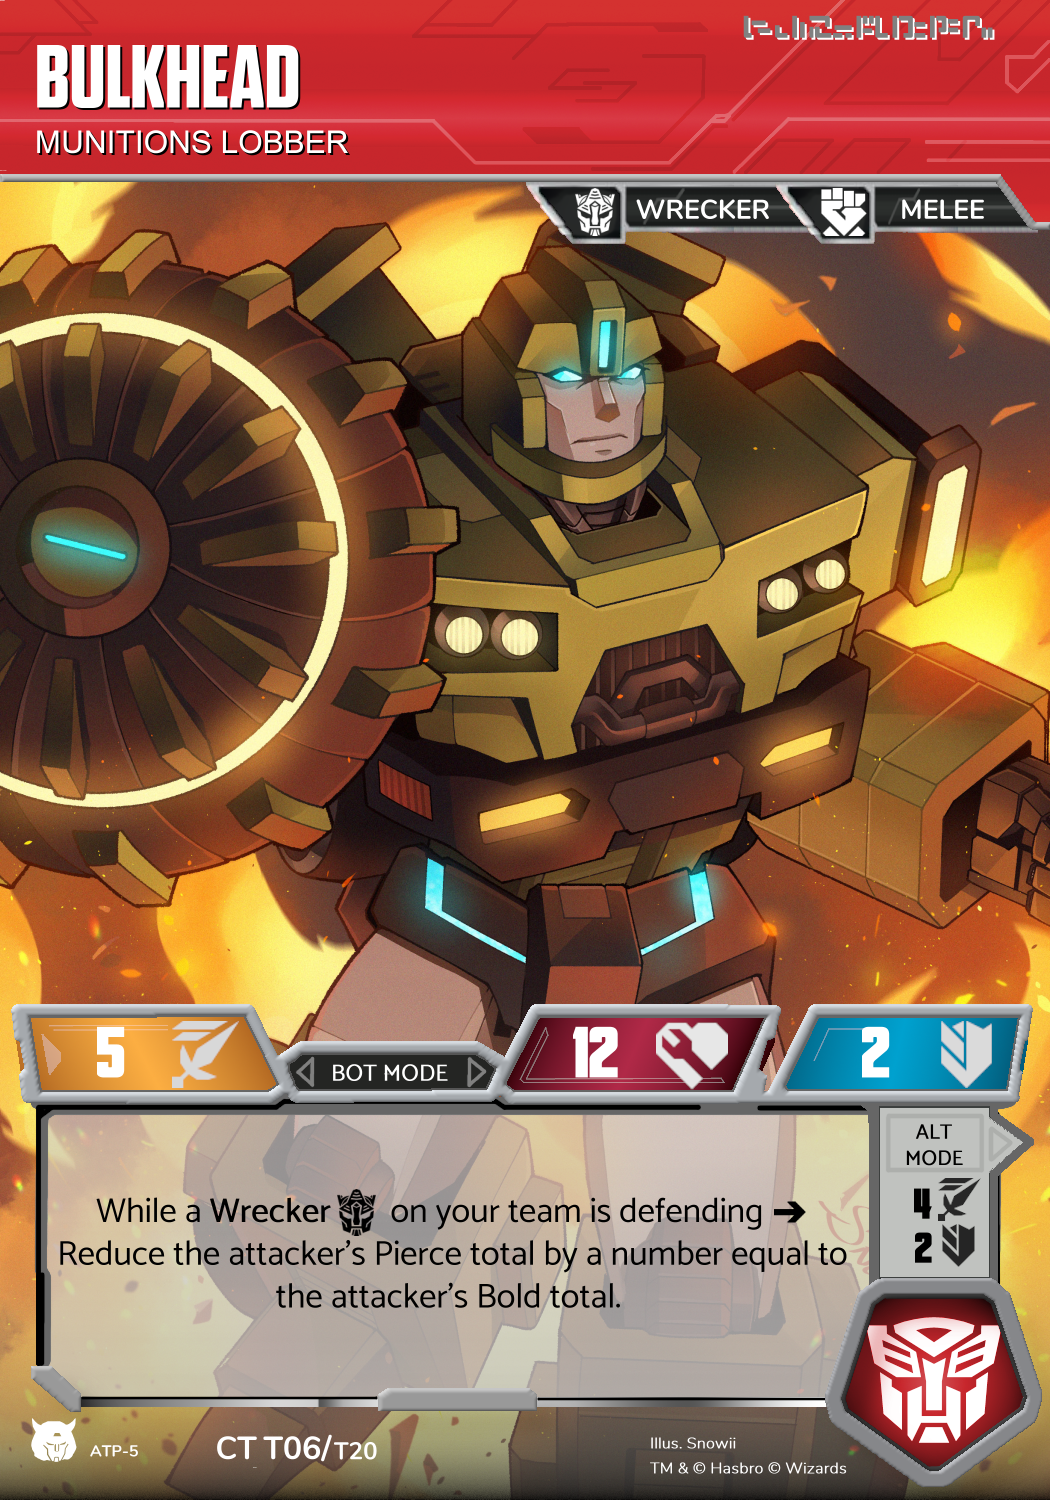 BULKHEAD
MUNITIONS LOBBER
WRECKER
MELEE
5
BOT MODE
12
2
ALT
MODE
4
2
While a Wrecker on your team is defending ➔
Reduce the attacker's Pierce total by a number equal to
the attacker's Bold total.
ATP-5
CT T06/T20
Illus. Snowii
TM & © Hasbro © Wizards